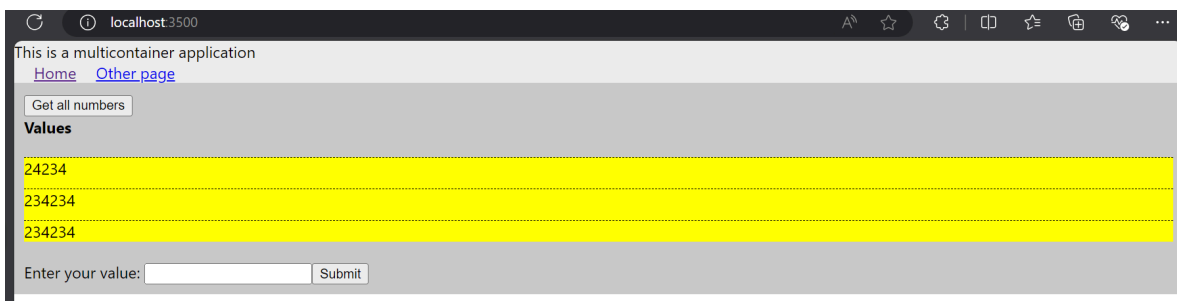 localhost:3500
This is a multicontainer application
Home Other page
Get all numbers
Values
24234
234234
234234
Enter your value: Submit